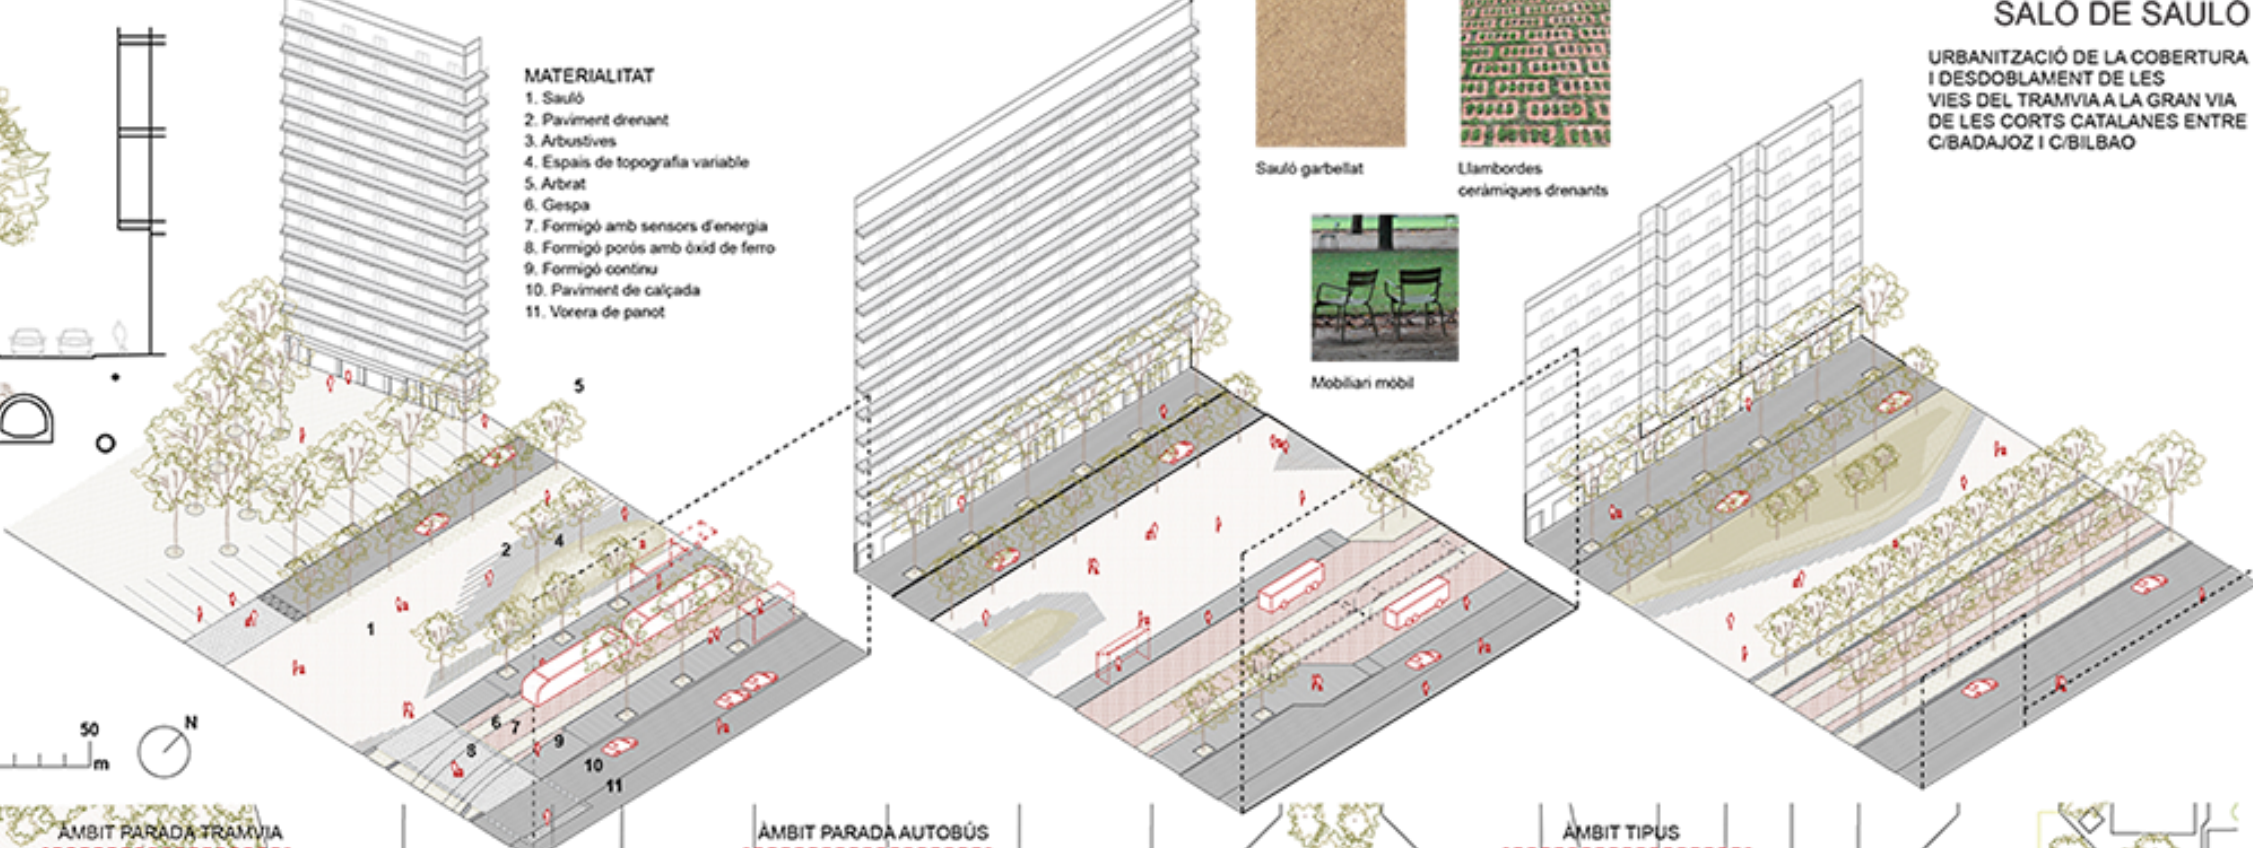 SALÓ DE SAULÓ
URBANITZACIÓ DE LA COBERTURA
I DESDOBLAMENT DE LES
VIES DEL TRAMVIA A LA GRAN VIA
DE LES CORTS CATALANES ENTRE
C/BADAJOZ I C/BILBAO
MATERIALITAT
1. Sauló
2. Paviment drenant
3. Arbustives
4. Espais de topografia variable
5. Arbrat
6. Gespa
7. Formigó amb sensors d'energia
8. Formigó porós amb òxid de ferro
9. Formigó continu
10. Paviment de calçada
11. Vorera de panot
Sauló garbellat
Llambordes
ceràmiques drenants
Mobiliari mòbil
5
2
4
1
6
7
8
9
10
11
50
m
N
ÀMBIT PARADA TRAMVIA
ÀMBIT PARADA AUTOBÚS
ÀMBIT TIPUS